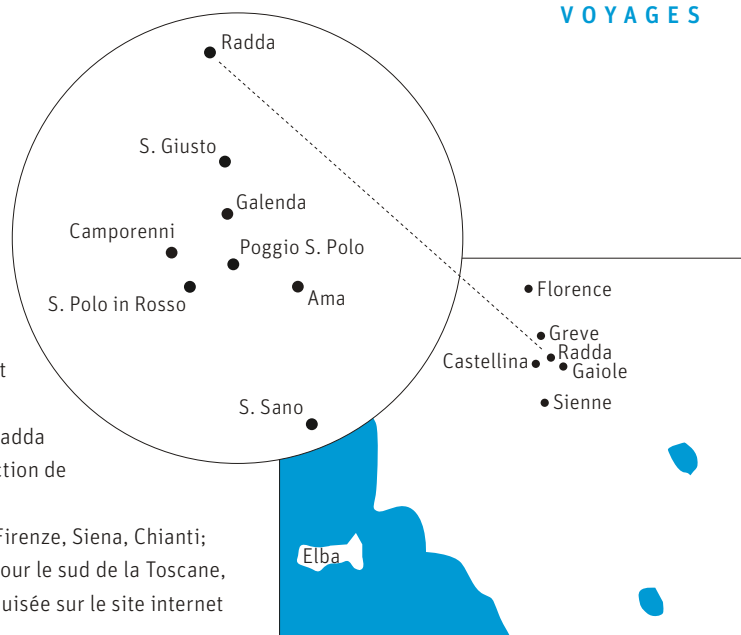 VOYAGES
Radda
S. Giusto
Galenda
Camporenni
Poggio S. Polo
S. Polo in Rosso
Ama
S. Sano
Florence
Greve
Radda
Castellina
Gaiole
Sienne
Elba
t
adda
ction de
Firenze, Siena, Chianti;
our le sud de la Toscane,
uisée sur le site internet